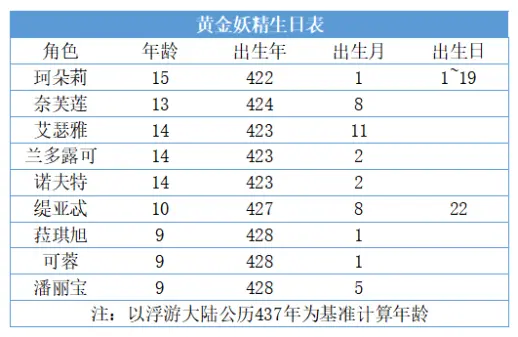 黄金妖精生日表
角色 年龄 出生年 出生月 出生日
珂朵莉 15 422 1 1~19
奈芙莲 13 424 8
艾瑟雅 14 423 11
兰多露可 14 423 2
诺夫特 14 423 2
缇亚忒 10 427 8 22
菈琪旭 9 428 1
可蓉 9 428 1
潘丽宝 9 428 5
注：以浮游大陆公历437年为基准计算年龄